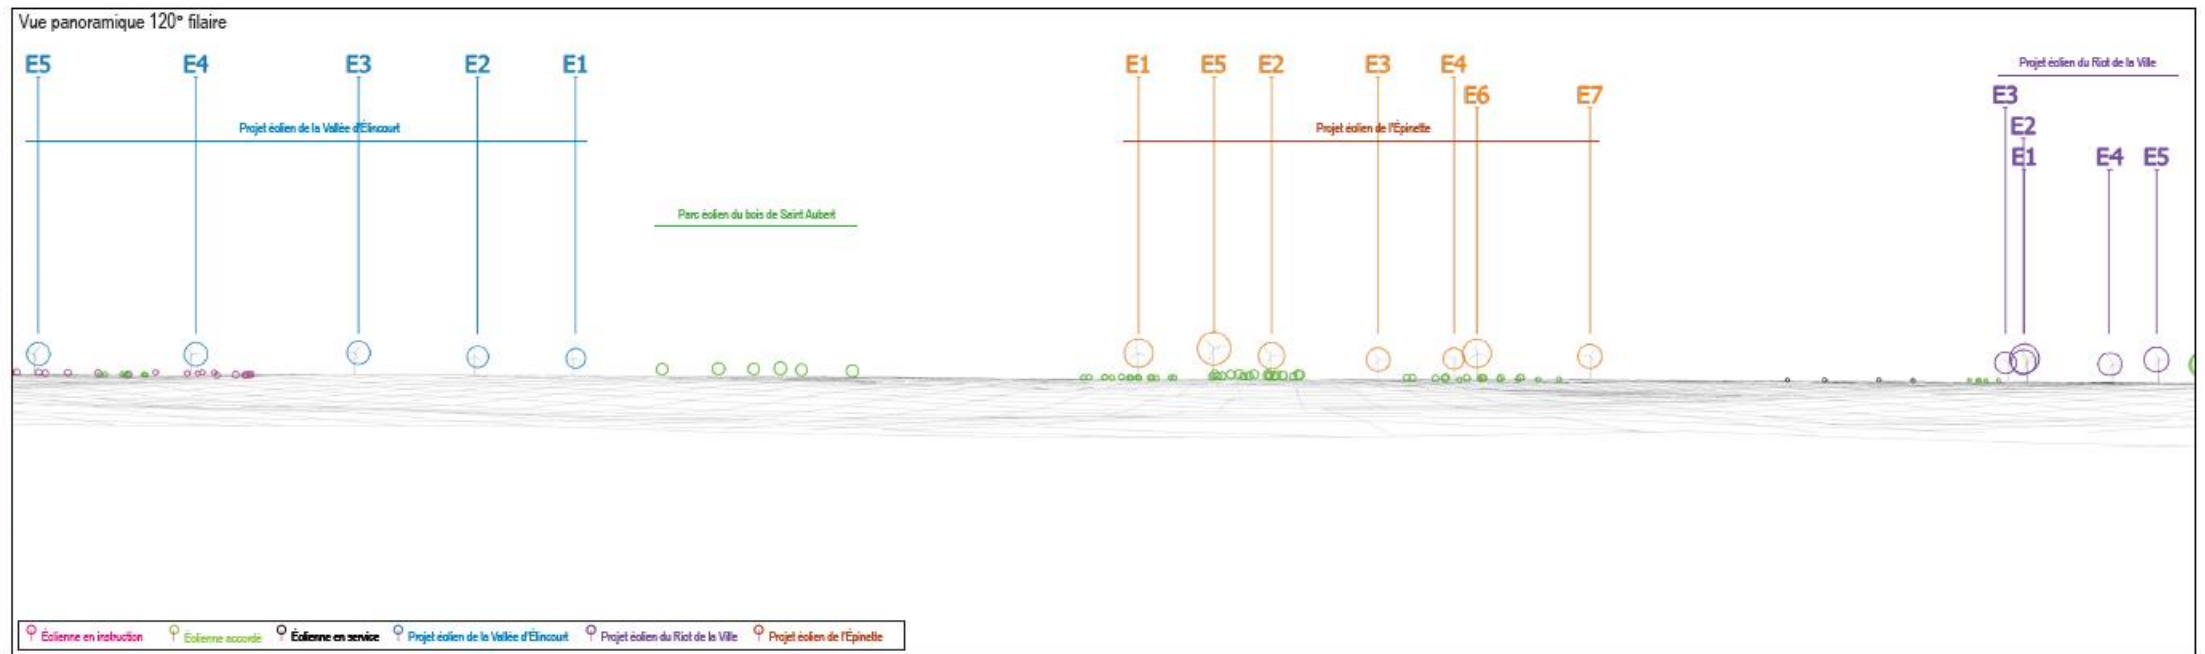 Vue panoramique 120° filaire
E5 E4 E3 E2 E1
E1 E5 E2 E3 E4
E6 E7
Projet éolien du Riot de la Ville
E3
E2
E1 E4 E5
Projet éolien de la Vallée d'Élincourt
Projet éolien de l'Épinette
Parc éolien du bois de Saint Aubert
Éolienne en instruction Éolienne accordé Éolienne en service Projet éolien de la Vallée d'Élincourt Projet éolien du Riot de la Ville Projet éolien de l'Épinette